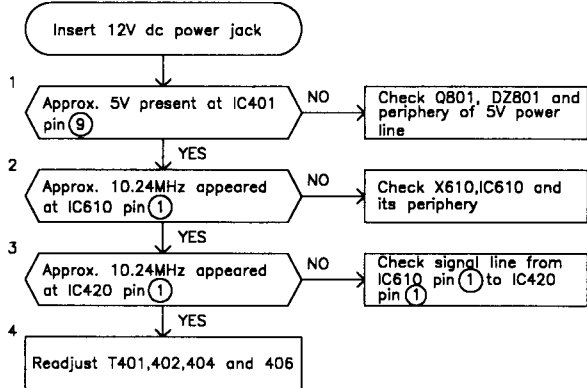 Insert 12V dc power jack
1
Approx. 5V present at IC401
pin 9
NO
Check Q801, DZ801 and
periphery of 5V power
line
YES
2
Approx. 10.24MHz appeared
at IC610 pin 1
NO
Check X610,IC610 and
its periphery
YES
3
Approx. 10.24MHz appeared
at IC420 pin 1
NO
Check signal line from
IC610 pin 1 to IC420
pin 1
YES
4
Readjust T401,402,404 and 406